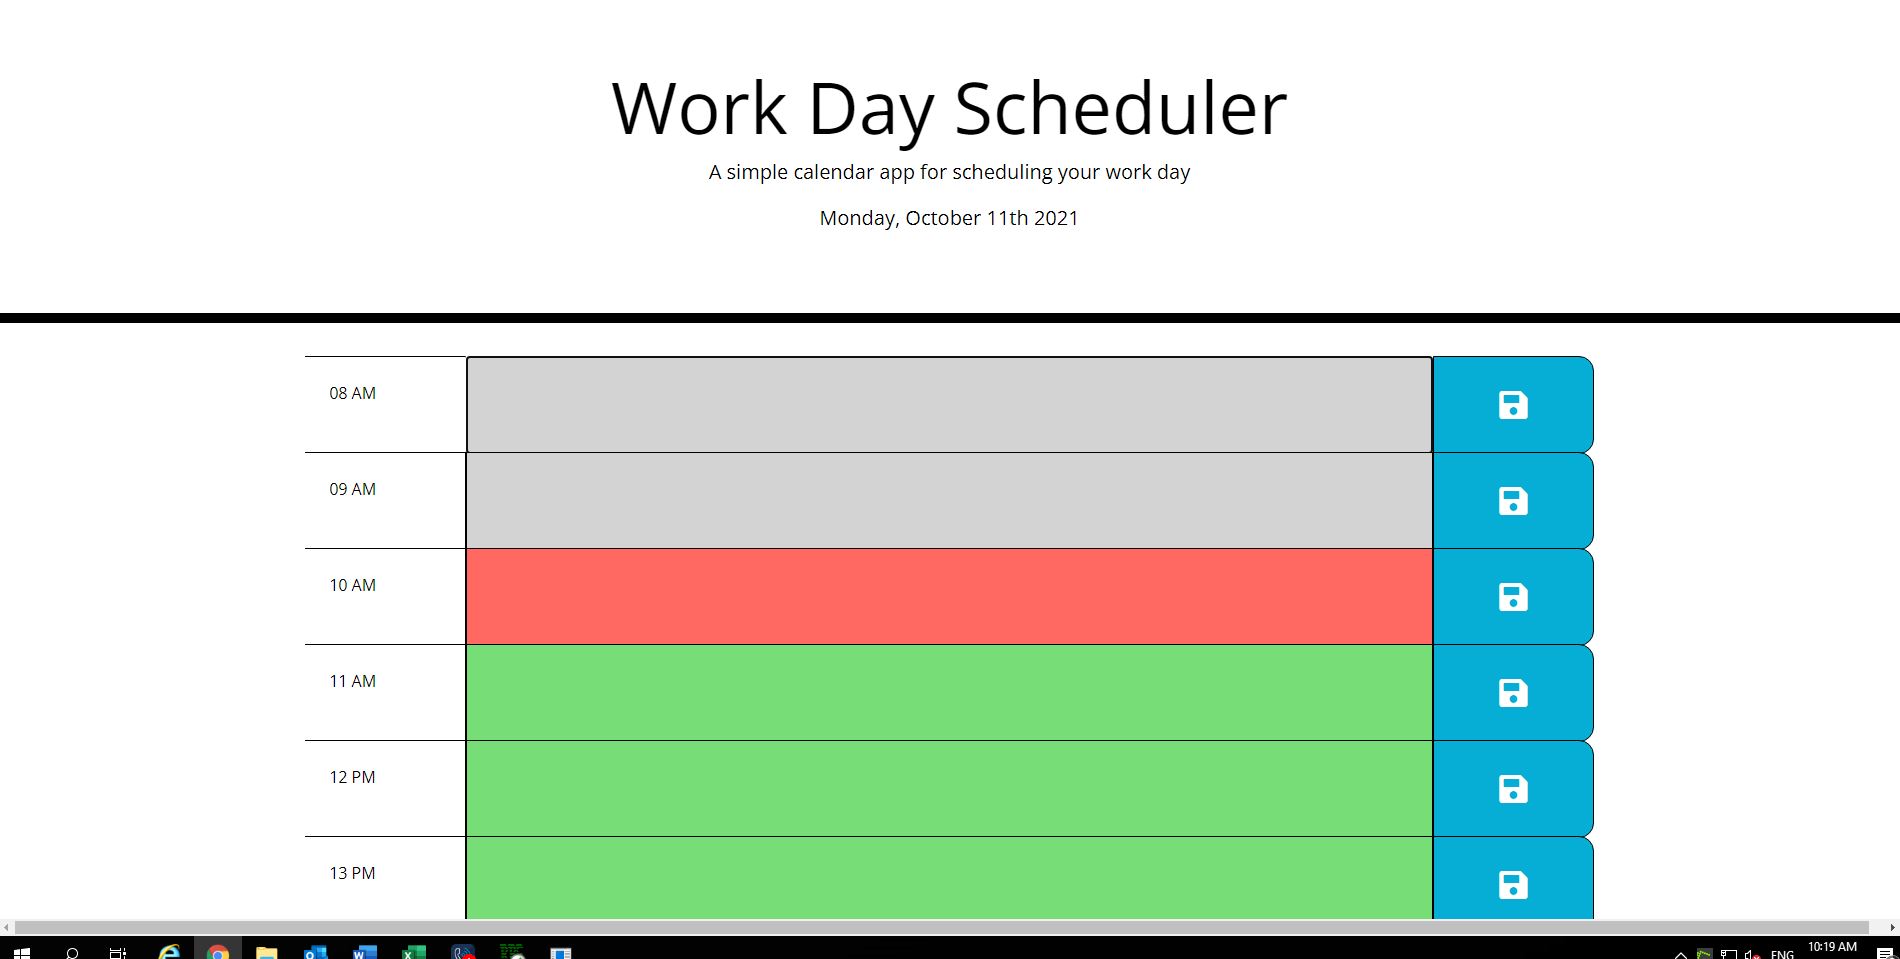 Work Day Scheduler
A simple calendar app for scheduling your work day
Monday, October 11th 2021
08 AM
09 AM
10 AM
11 AM
12 PM
13 PM
ENG
10:19 AM